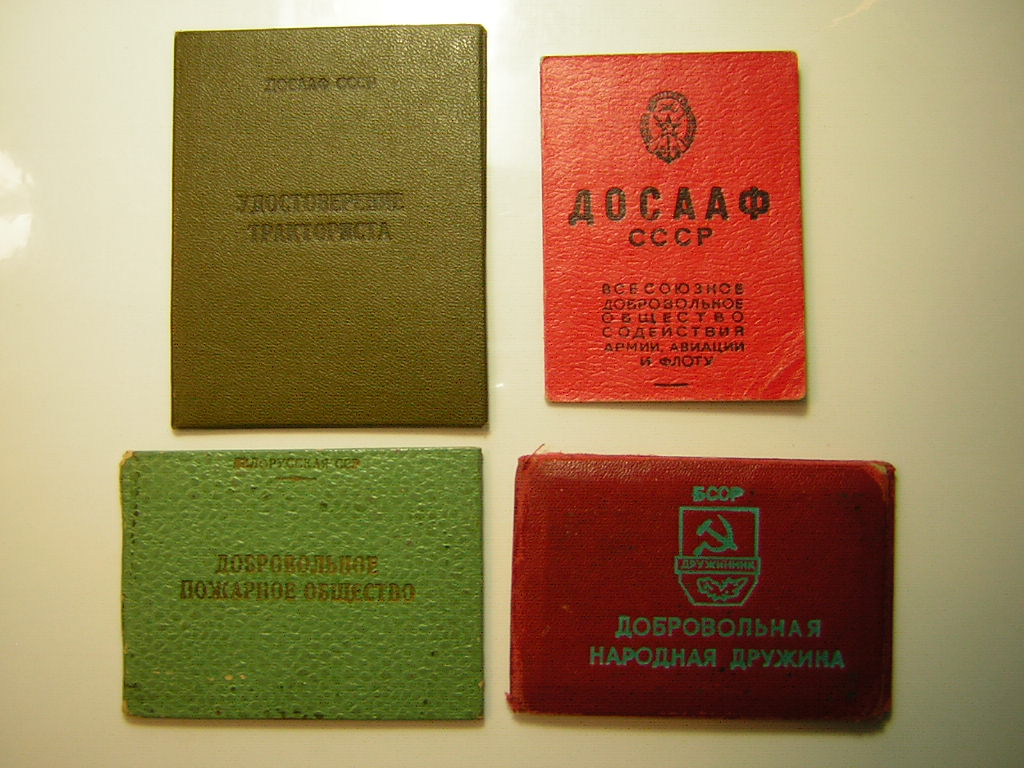 ДОСААФ СССР
УДОСТОВЕРЕНИЕ
ТРАКТОРИСТА
ДОСААФ
СССР
ВСЕСОЮЗНОЕ
ДОБРОВОЛЬНОЕ
ОБЩЕСТВО
СОДЕЙСТВИЯ
АРМИИ, АВИАЦИИ
И ФЛОТУ
БЕЛОРУССКАЯ ССР
ДОБРОВОЛЬНОЕ
ПОЖАРНОЕ ОБЩЕСТВО
БССР
ДРУЖИННИК
ДОБРОВОЛЬНАЯ
НАРОДНАЯ ДРУЖИНА